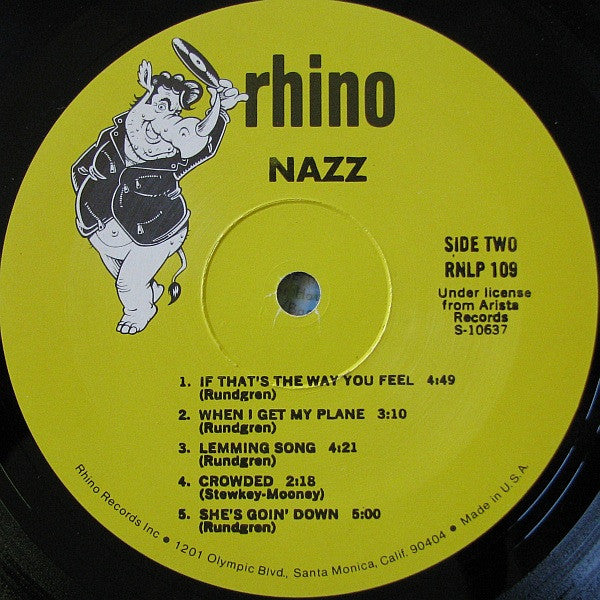 rhino
NAZZ
SIDE TWO
RNLP 109
Under license
from Arista
Records
S-10637
1. IF THAT'S THE WAY YOU FEEL 4:49
(Rundgren)
2. WHEN I GET MY PLANE 3:10
(Rundgren)
3. LEMMING SONG 4:21
(Rundgren)
4. CROWDED 2:18
(Stewkey-Mooney)
5. SHE'S GOIN' DOWN 5:00
(Rundgren)
Rhino Records Inc • 1201 Olympic Blvd., Santa Monica, Calif. 90404 • Made in U.S.A.